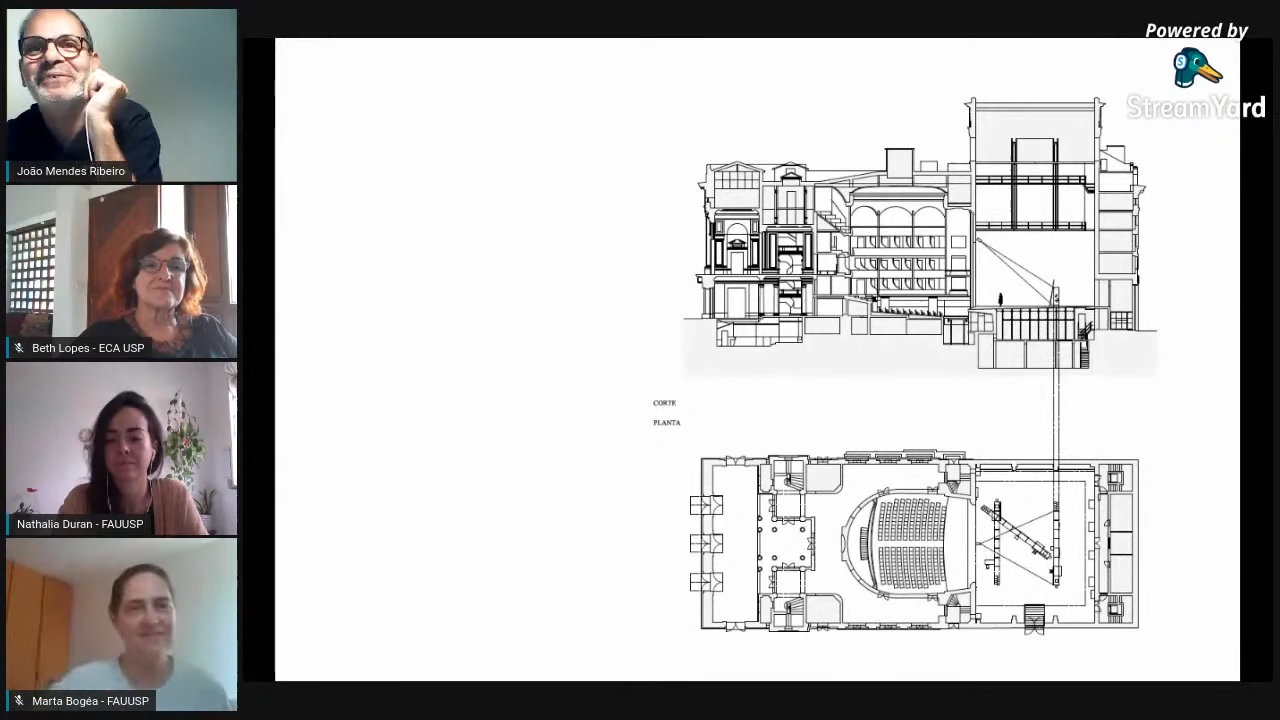 Powered by
StreamYard
João Mendes Ribeiro
Beth Lopes - ECA USP
Nathalia Duran - FAUUSP
Marta Bogéa - FAUUSP
CORTE
PLANTA